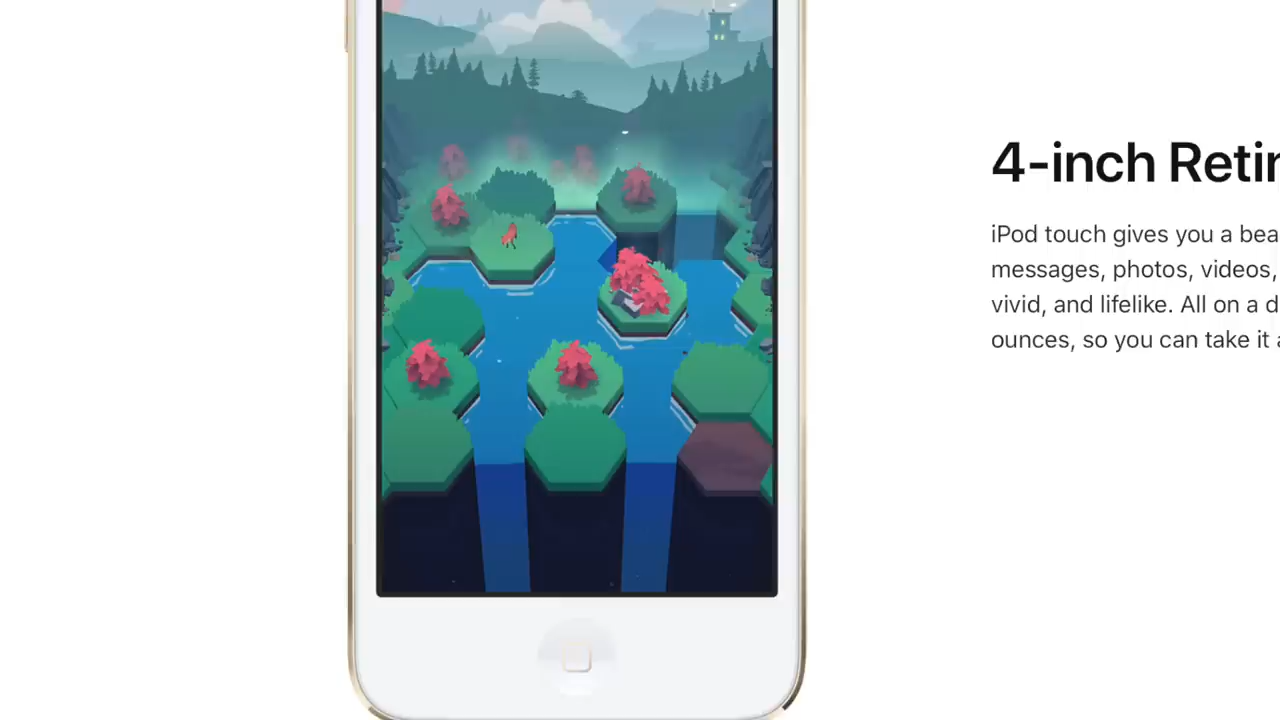 4-inch Retin
iPod touch gives you a bea
messages, photos, videos,
vivid, and lifelike. All on a d
ounces, so you can take it a